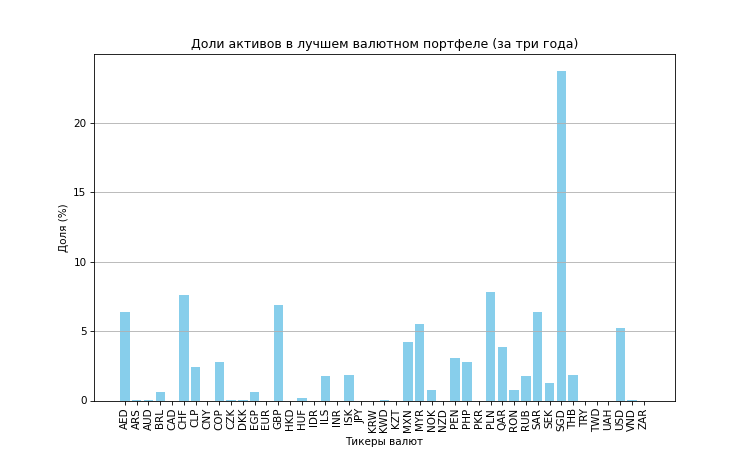 Доли активов в лучшем валютном портфеле (за три года)
Доля (%)
20
15
10
5
0
AED ARS AUD BRL CAD CHF CLP CNY COP CZK DKK EGP EUR GBP HKD HUF IDR ILS INR ISK JPY KRW KWD KZT MXN MYR NOK NZD PEN PHP PKR PLN QAR RON RUB SAR SEK SGD THB TRY TWD UAH USD VND ZAR
Тикеры валют